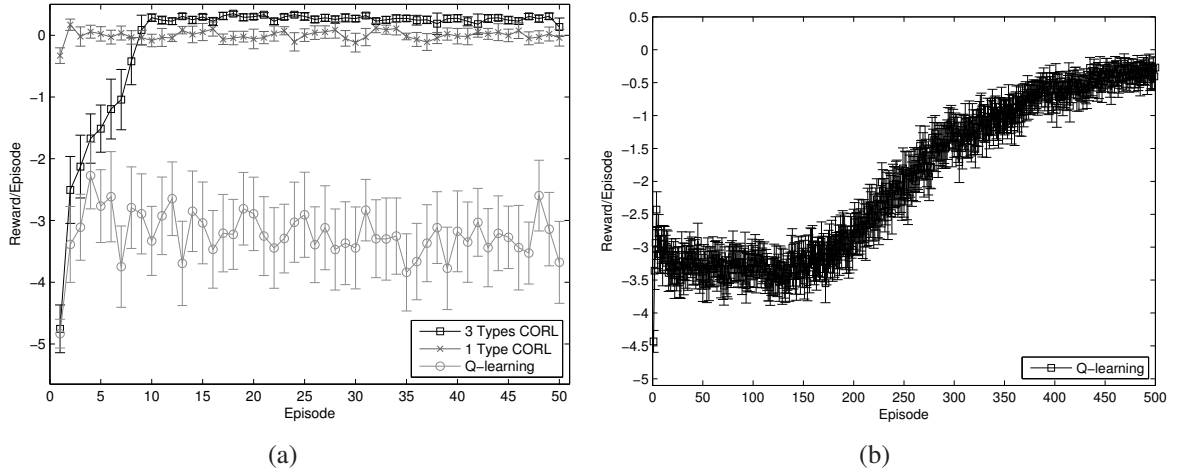 0
−1
−2
−3
−4
−5
Reward/Episode
0 5 10 15 20 25 30 35 40 45 50
Episode
3 Types CORL
1 Type CORL
Q−learning
(a)
0.5
0
−0.5
−1
−1.5
−2
−2.5
−3
−3.5
−4
−4.5
−5
Reward/Episode
0 50 100 150 200 250 300 350 400 450 500
Episode
Q−learning
(b)